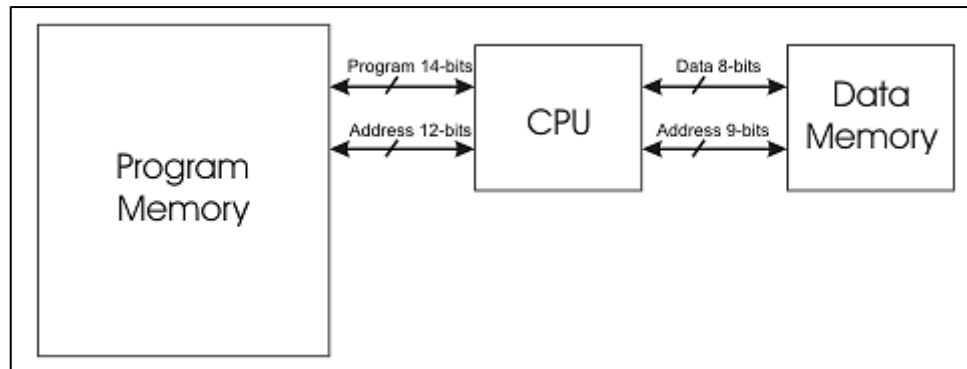 Program 14-bits
Address 12-bits
Program
Memory
CPU
Data 8-bits
Address 9-bits
Data
Memory